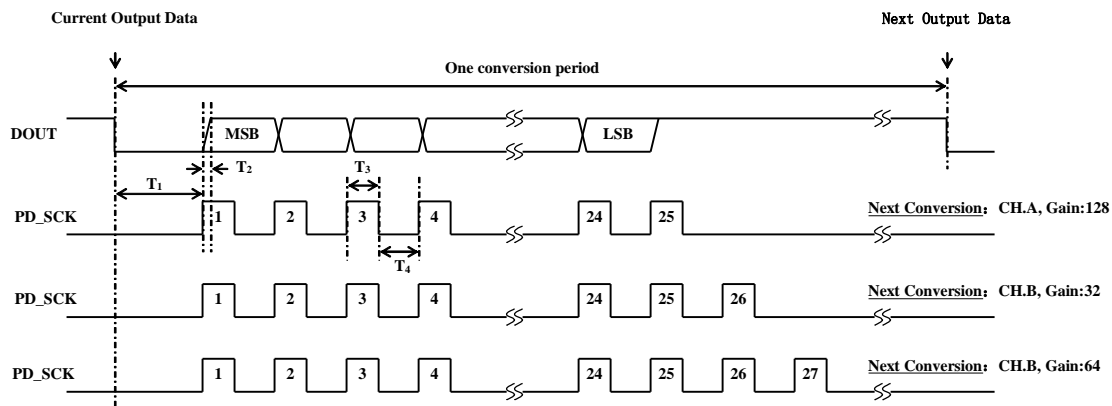 Current Output Data
Next Output Data
One conversion period
DOUT
MSB
LSB
T₂
T₃
T₁
PD_SCK
1 2 3 4 24 25
Next Conversion： CH.A, Gain:128
T₄
PD_SCK
1 2 3 4 24 25 26
Next Conversion： CH.B, Gain:32
PD_SCK
1 2 3 4 24 25 26 27
Next Conversion： CH.B, Gain:64